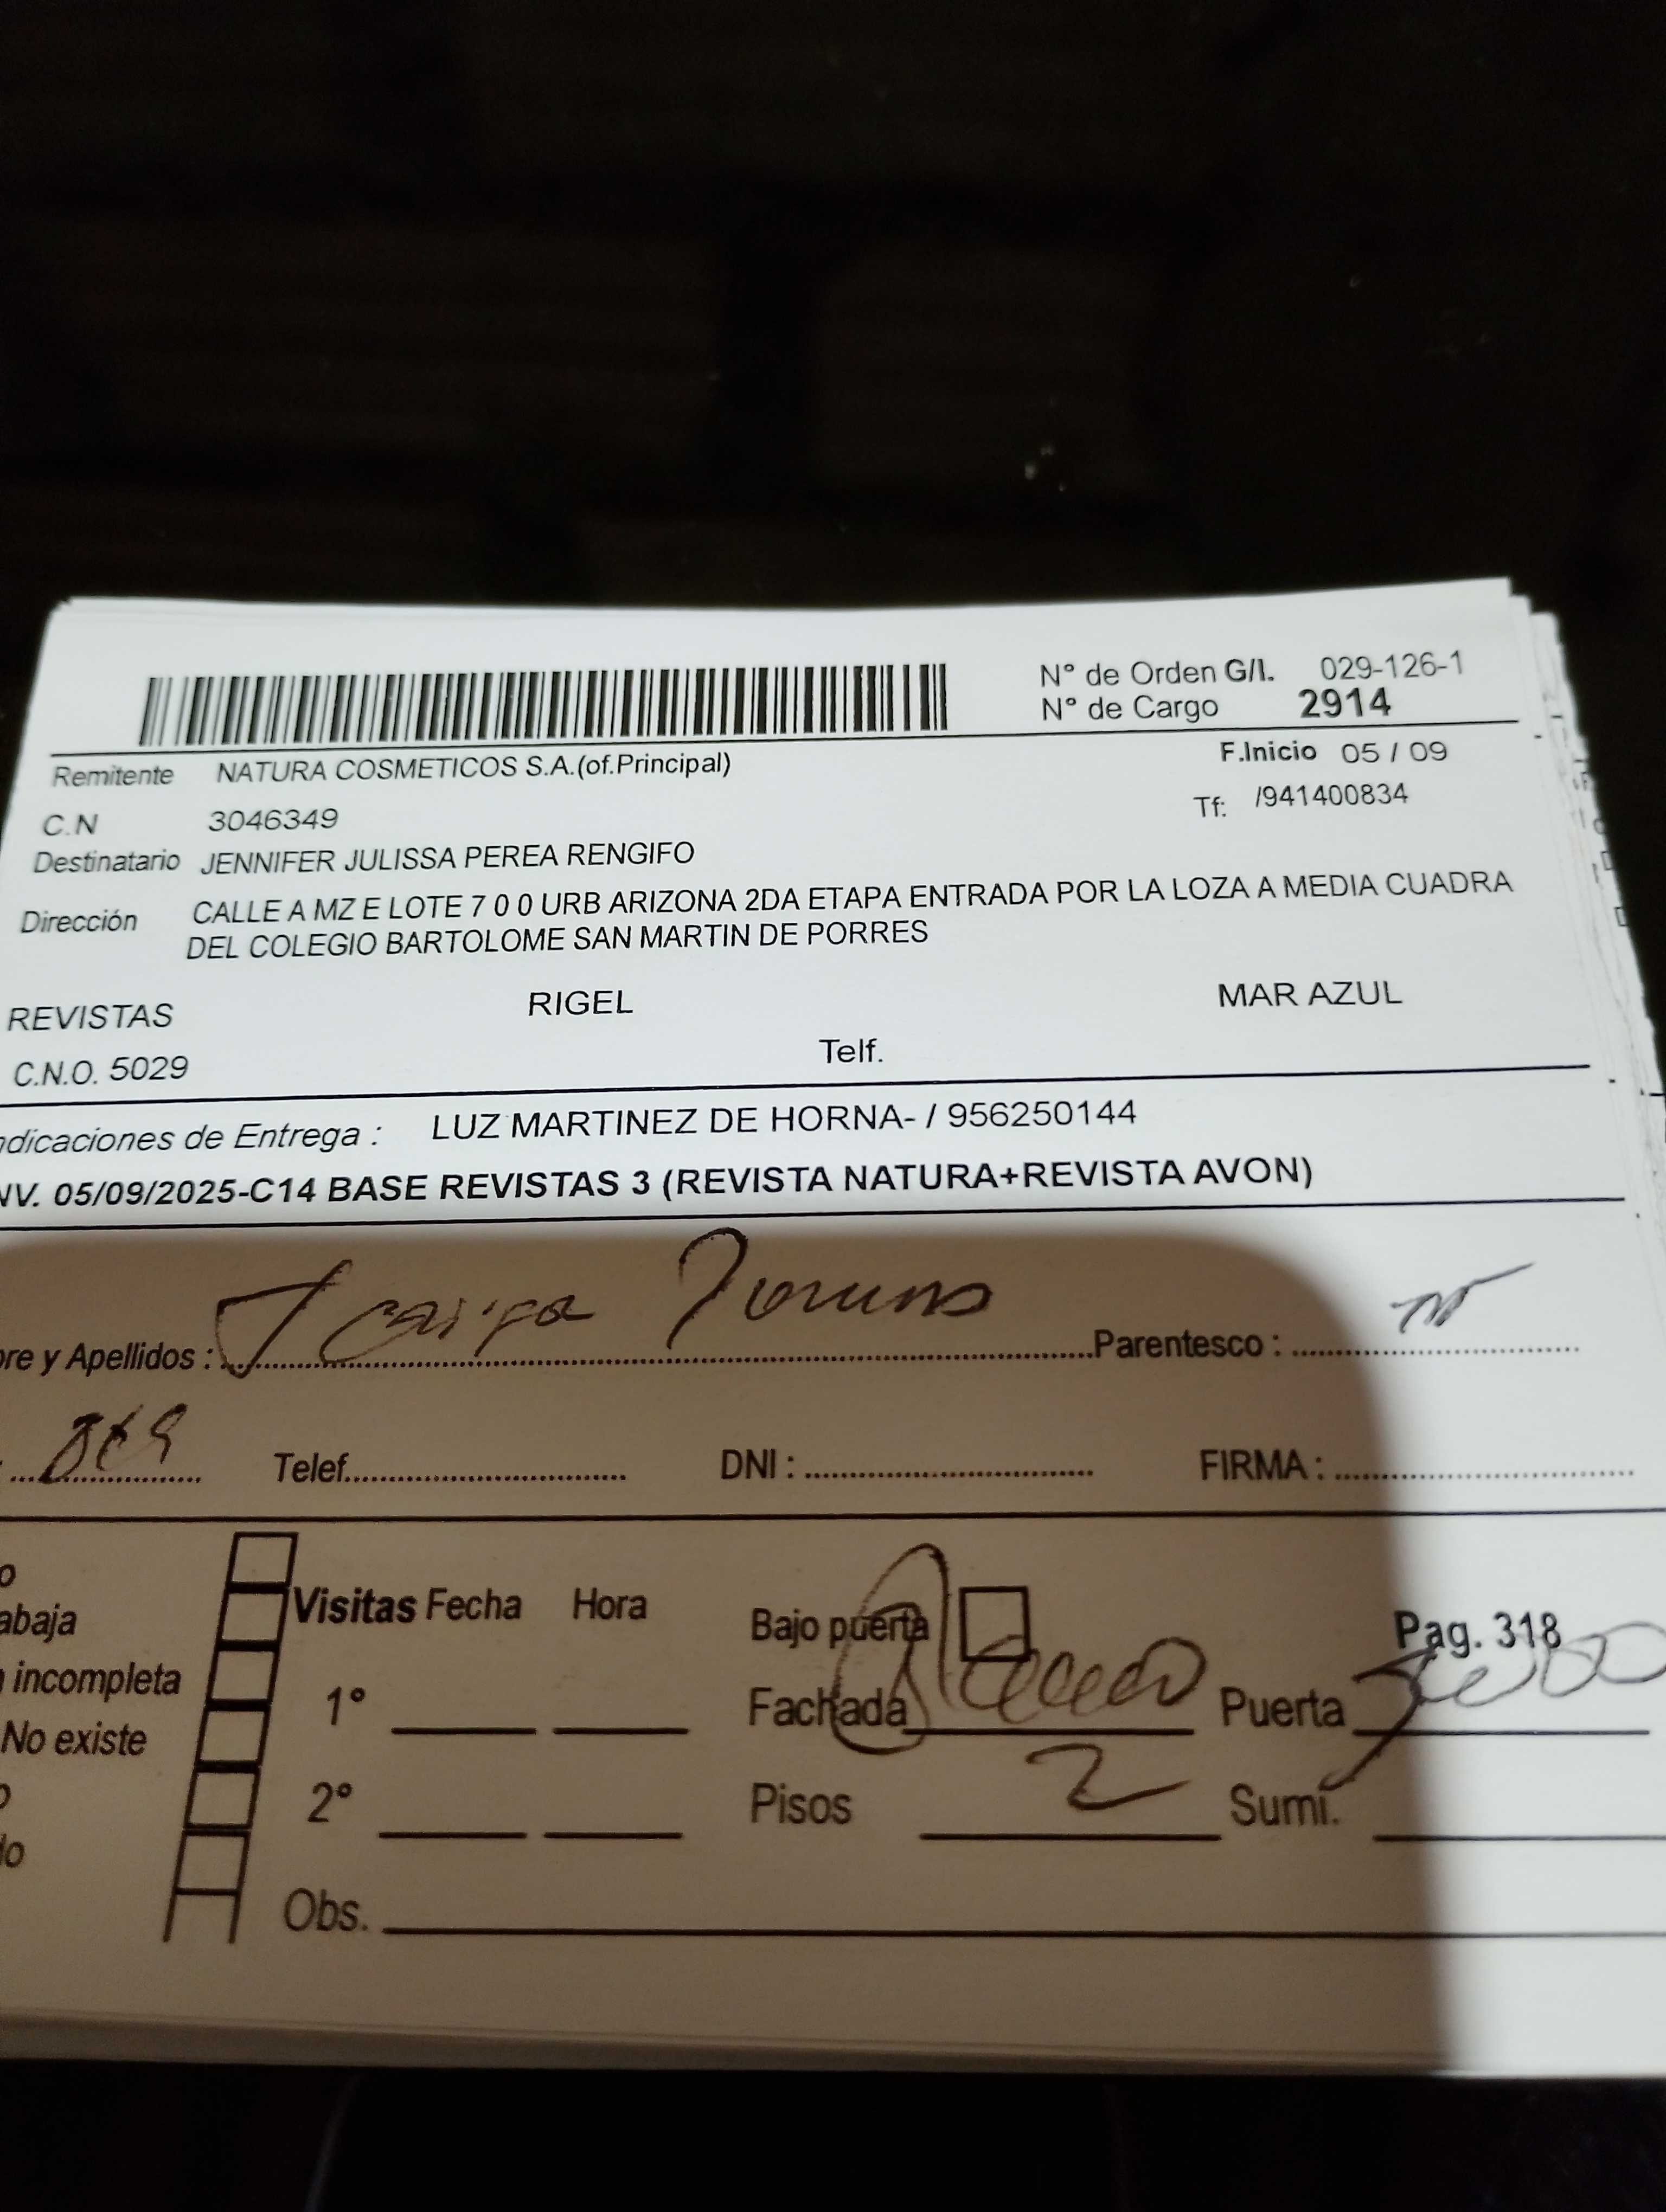 N° de Orden G/I. 029-126-1
N° de Cargo 2914
Remitente NATURA COSMETICOS S.A.(of.Principal)
F.Inicio 05 / 09
C.N 3046349
Tf: /941400834
Destinatario JENNIFER JULISSA PEREA RENGIFO
Dirección CALLE A MZ E LOTE 7 0 0 URB ARIZONA 2DA ETAPA ENTRADA POR LA LOZA A MEDIA CUADRA
DEL COLEGIO BARTOLOME SAN MARTIN DE PORRES
REVISTAS RIGEL MAR AZUL
C.N.O. 5029 Telf.
ndicaciones de Entrega : LUZ MARTINEZ DE HORNA- / 956250144
NV. 05/09/2025-C14 BASE REVISTAS 3 (REVISTA NATURA+REVISTA AVON)
bre y Apellidos : Parentesco :
Telef. DNI : FIRMA :
o
abaja Visitas Fecha Hora Bajo puerta Pag. 318
incompleta 1° Fachada Puerta
No existe
2° Pisos 2 Sumi.
do
Obs.